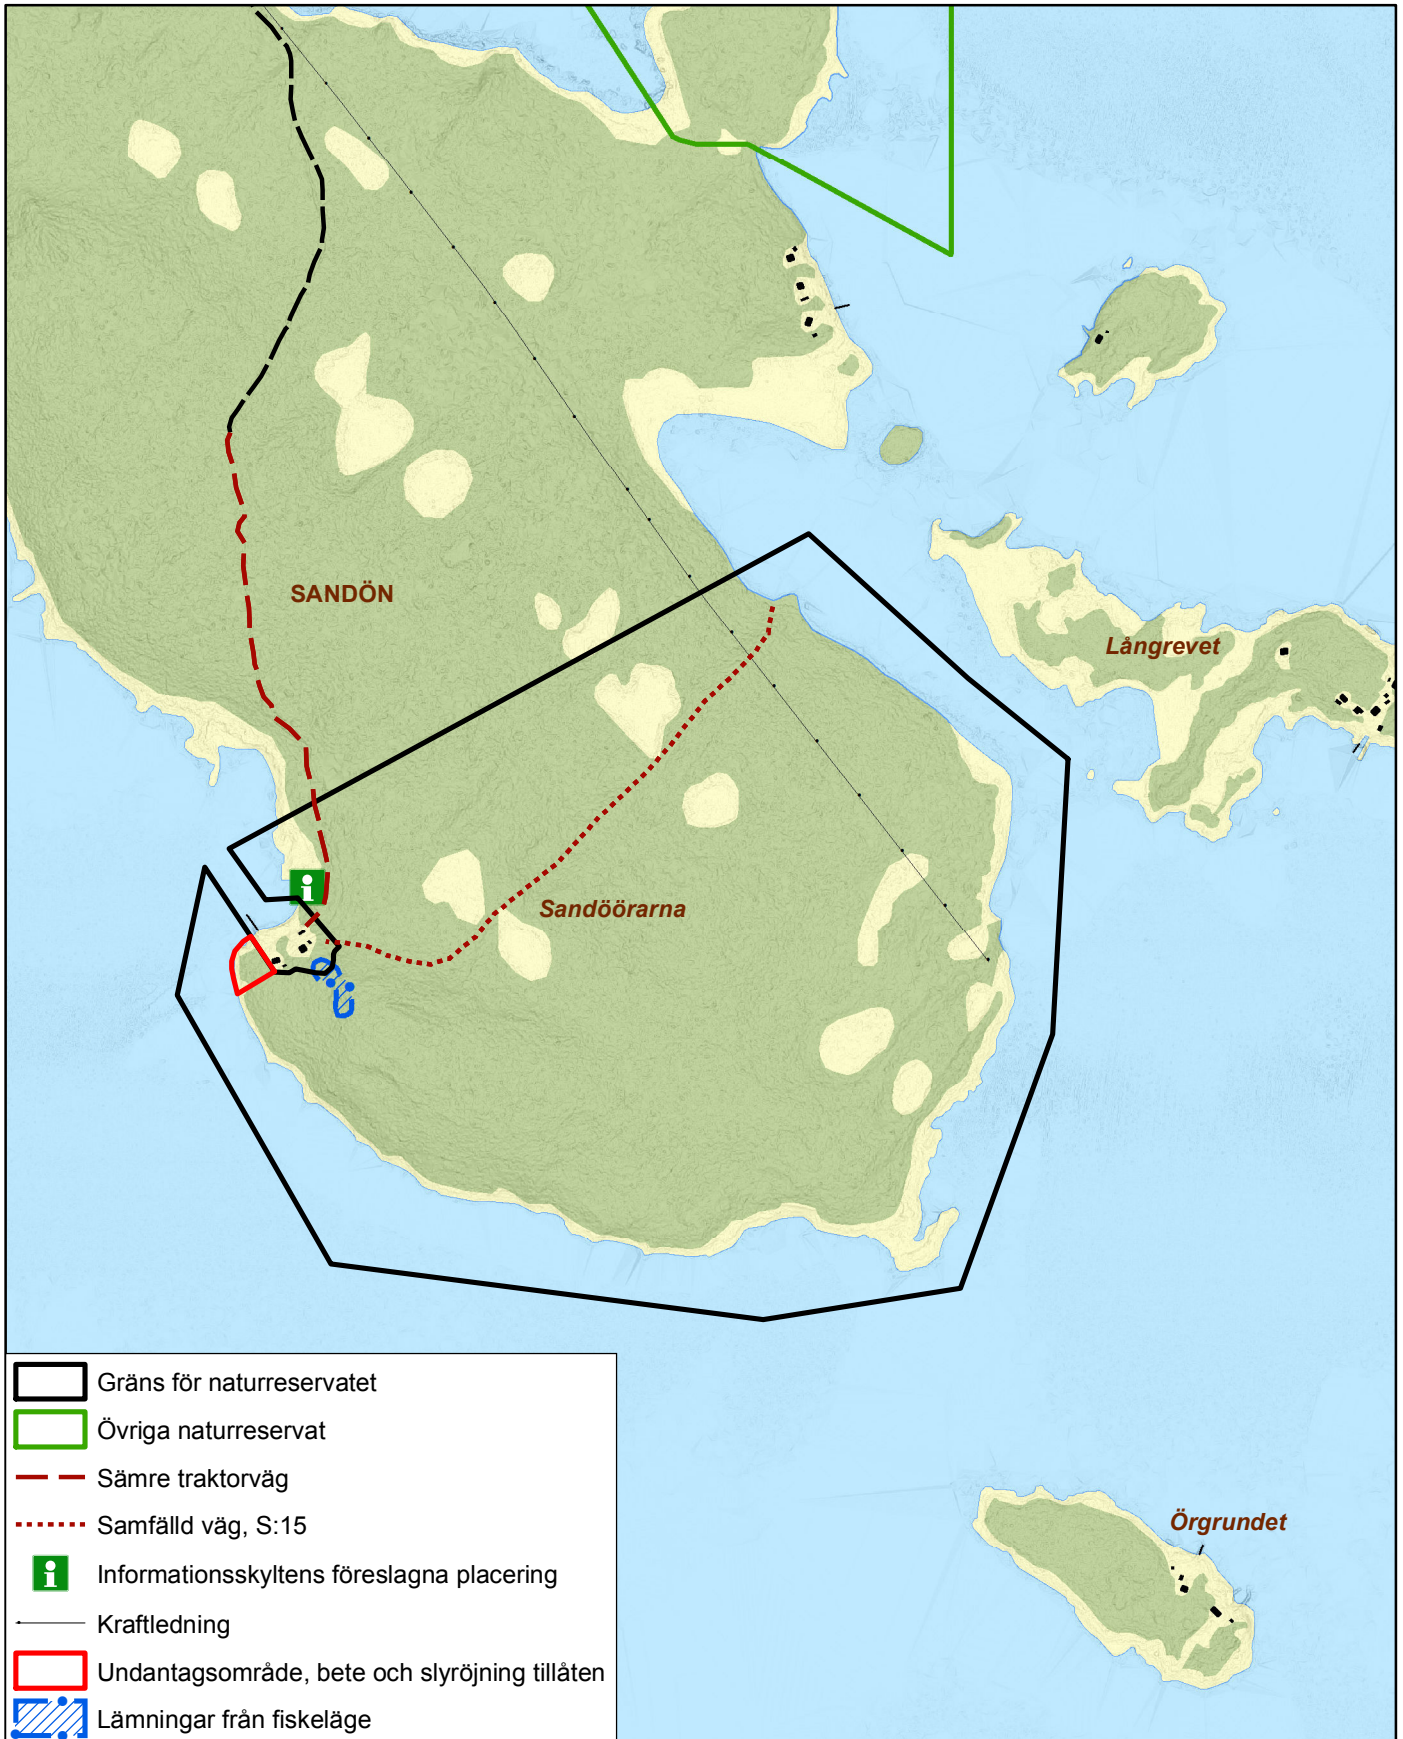 SANDÖN
Långrevet
Sandöörarna
Gräns för naturreservatet
Övriga naturreservat
Sämre traktorväg
Samfälld väg, S:15
Informationsskyltens föreslagna placering
Kraftledning
Undantagsområde, bete och slyröjning tillåten
Lämningar från fiskeläge
Örgrundet